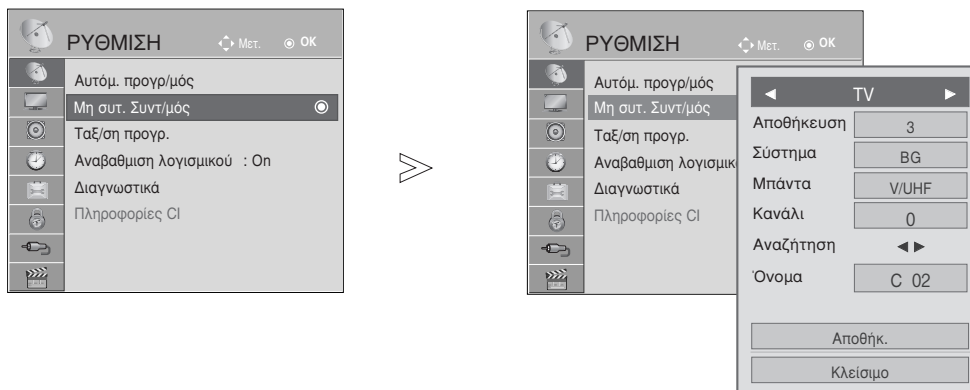 ΡΥΘΜΙΣΗ Μετ. OK
Αυτόμ. προγρ/μός
Μη συτ. Συντ/μός
Ταξ/ση προγρ.
Αναβαθμιση λογισμικού : On
Διαγνωστικά
Πληροφορίες CI
ΡΥΘΜΙΣΗ Μετ. OK
Αυτόμ. προγρ/μός
Μη συτ. Συντ/μός
Ταξ/ση προγρ.
Αναβαθμιση λογισμικ
Διαγνωστικά
Πληροφορίες CI
◄ TV ►
Αποθήκευση 3
Σύστημα BG
Μπάντα V/UHF
Κανάλι 0
Αναζήτηση ◄ ►
Όνομα C 02
Αποθήκ.
Κλείσιμο